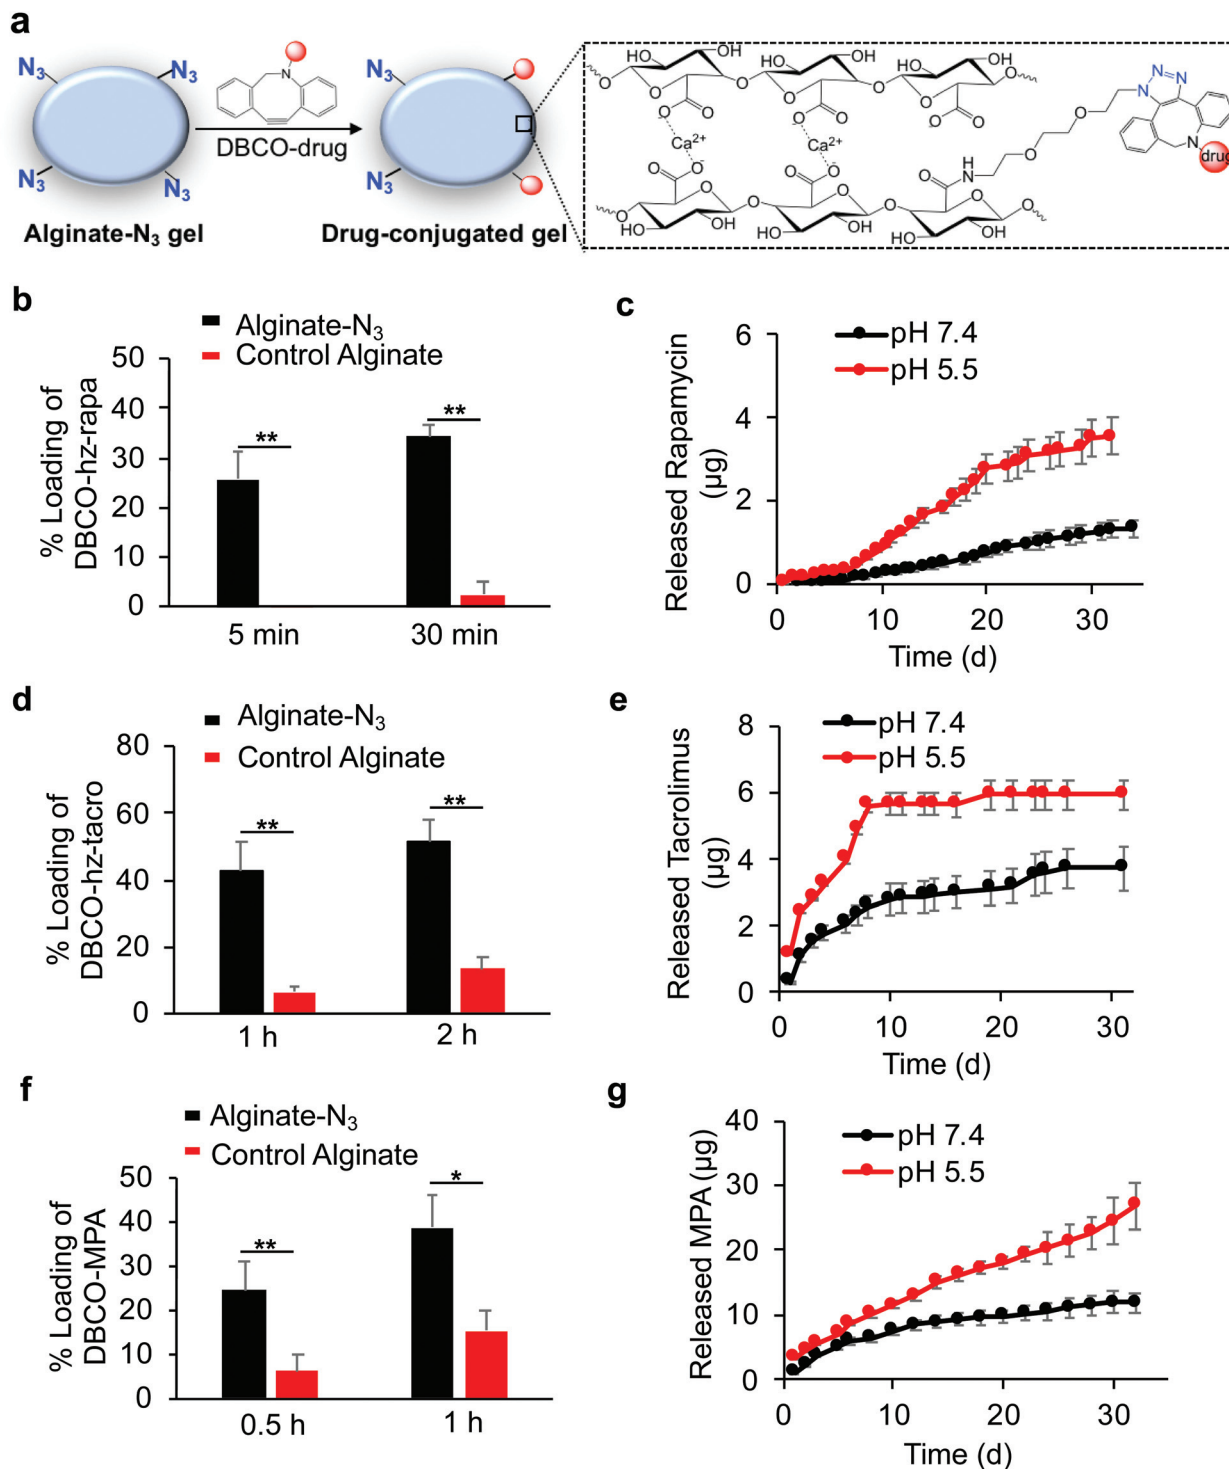 a
N₃
N₃
N₃
N₃
N
DBCO-drug
Alginate-N₃ gel
Drug-conjugated gel
HO
OH
HO
OH
HO
OH
O
O
O
O
O
O
O
O⁻
O
O⁻
O
O⁻
Ca²⁺
Ca²⁺
O
O⁻
O
O⁻
O
HN
O
O
O
N
N
N
N
drug
O
O
O
O
O
O
O
HO
OH
HO
OH
HO
OH
b
Alginate-N₃
Control Alginate
% Loading of
DBCO-hz-rapa
50
40
30
20
10
0
**
**
5 min
30 min
c
pH 7.4
pH 5.5
Released Rapamycin
(µg)
6
4
2
0
0
10
20
30
Time (d)
d
Alginate-N₃
Control Alginate
% Loading of
DBCO-hz-tacro
80
60
40
20
0
**
**
1 h
2 h
e
pH 7.4
pH 5.5
Released Tacrolimus
(µg)
8
6
4
2
0
0
10
20
30
Time (d)
f
Alginate-N₃
Control Alginate
% Loading of
DBCO-MPA
50
40
30
20
10
0
**
*
0.5 h
1 h
g
pH 7.4
pH 5.5
Released MPA (µg)
40
30
20
10
0
0
10
20
30
Time (d)